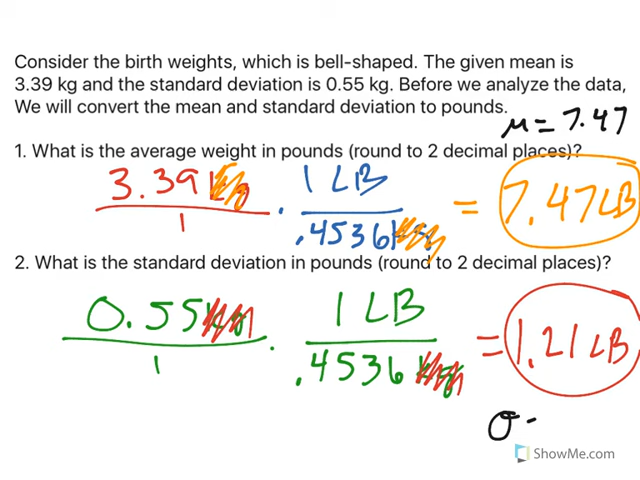 Consider the birth weights, which is bell-shaped. The given mean is
3.39 kg and the standard deviation is 0.55 kg. Before we analyze the data,
We will convert the mean and standard deviation to pounds.
μ = 7.47
1. What is the average weight in pounds (round to 2 decimal places)?
3.39 kg / 1 · 1 LB / .4536 kg = 7.47 LB
2. What is the standard deviation in pounds (round to 2 decimal places)?
0.55 kg / 1 · 1 LB / .4536 kg = 1.21 LB
σ -
ShowMe.com